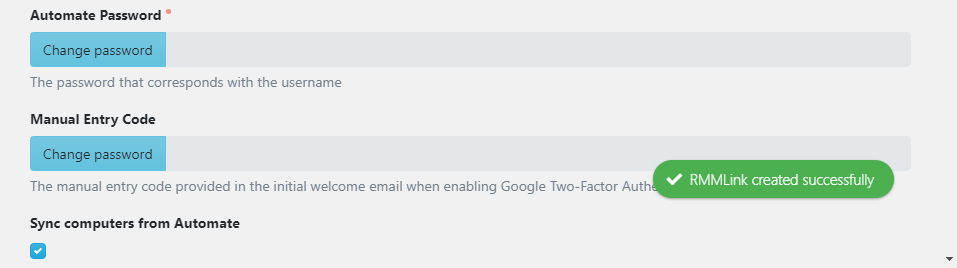 Automate Password *
Change password
The password that corresponds with the username
Manual Entry Code
Change password
The manual entry code provided in the initial welcome email when enabling Google Two-Factor
RMMLink created successfully
Sync computers from Automate